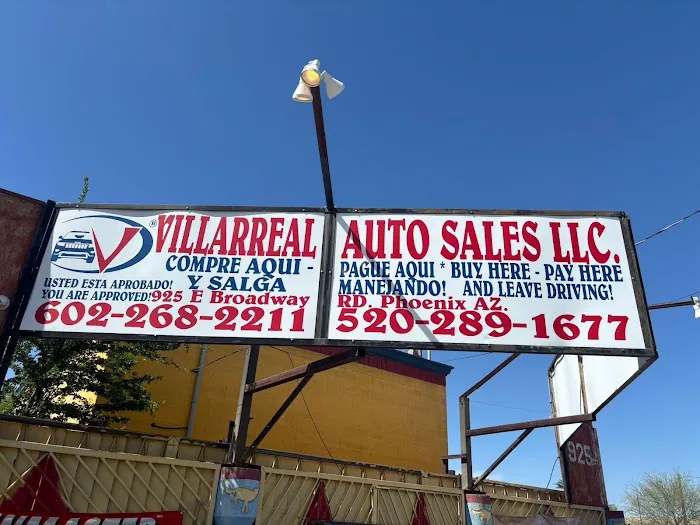 V ® VILLARREAL AUTO SALES LLC.
COMPRE AQUI - PAGUE AQUI * BUY HERE - PAY HERE
USTED ESTA APROBADO! Y SALGA MANEJANDO! AND LEAVE DRIVING!
YOU ARE APPROVED! 925 E Broadway RD. Phoenix AZ.
602-268-2211 520-289-1677
925